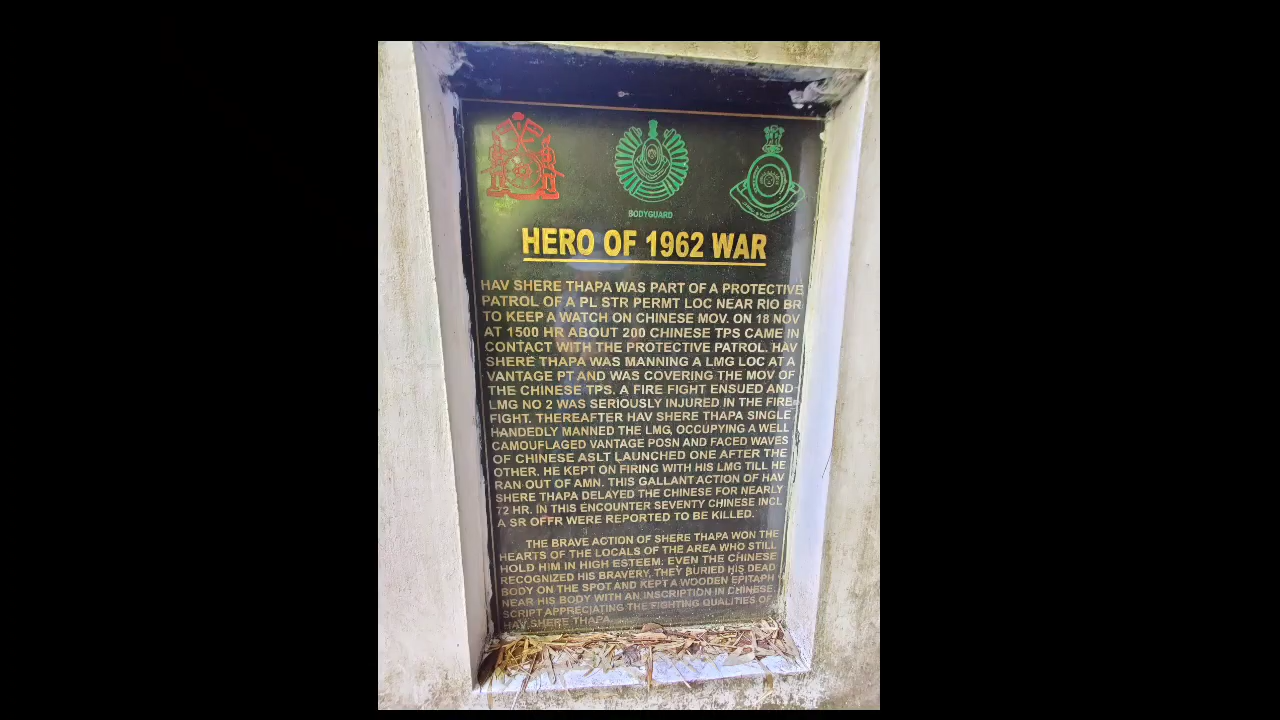 BODYGUARD
HERO OF 1962 WAR
HAV SHERE THAPA WAS PART OF A PROTECTIVE
PATROL OF A PL STR PERMT LOC NEAR RIO BR
TO KEEP A WATCH ON CHINESE MOV. ON 18 NOV
AT 1500 HR ABOUT 200 CHINESE TPS CAME IN
CONTACT WITH THE PROTECTIVE PATROL. HAV
SHERE THAPA WAS MANNING A LMG LOC AT A
VANTAGE PT AND WAS COVERING THE MOV OF
THE CHINESE TPS. A FIRE FIGHT ENSUED AND
LMG NO 2 WAS SERIOUSLY INJURED IN THE FIRE
FIGHT. THEREAFTER HAV SHERE THAPA SINGLE
HANDEDLY MANNED THE LMG, OCCUPYING A WELL
CAMOUFLAGED VANTAGE POSN AND FACED WAVES
OF CHINESE ASLT LAUNCHED ONE AFTER THE
OTHER. HE KEPT ON FIRING WITH HIS LMG TILL HE
RAN OUT OF AMN. THIS GALLANT ACTION OF HAV
SHERE THAPA DELAYED THE CHINESE FOR NEARLY
72 HR. IN THIS ENCOUNTER SEVENTY CHINESE INCL
A SR OFFR WERE REPORTED TO BE KILLED.
THE BRAVE ACTION OF SHERE THAPA WON THE
HEARTS OF THE LOCALS OF THE AREA WHO STILL
HOLD HIM IN HIGH ESTEEM. EVEN THE CHINESE
RECOGNIZED HIS BRAVERY, THEY BURIED HIS DEAD
BODY ON THE SPOT AND KEPT A WOODEN EPITAPH
NEAR HIS BODY WITH AN INSCRIPTION IN CHINESE
SCRIPT APPRECIATING THE FIGHTING QUALITIES OF
HAV SHERE THAPA